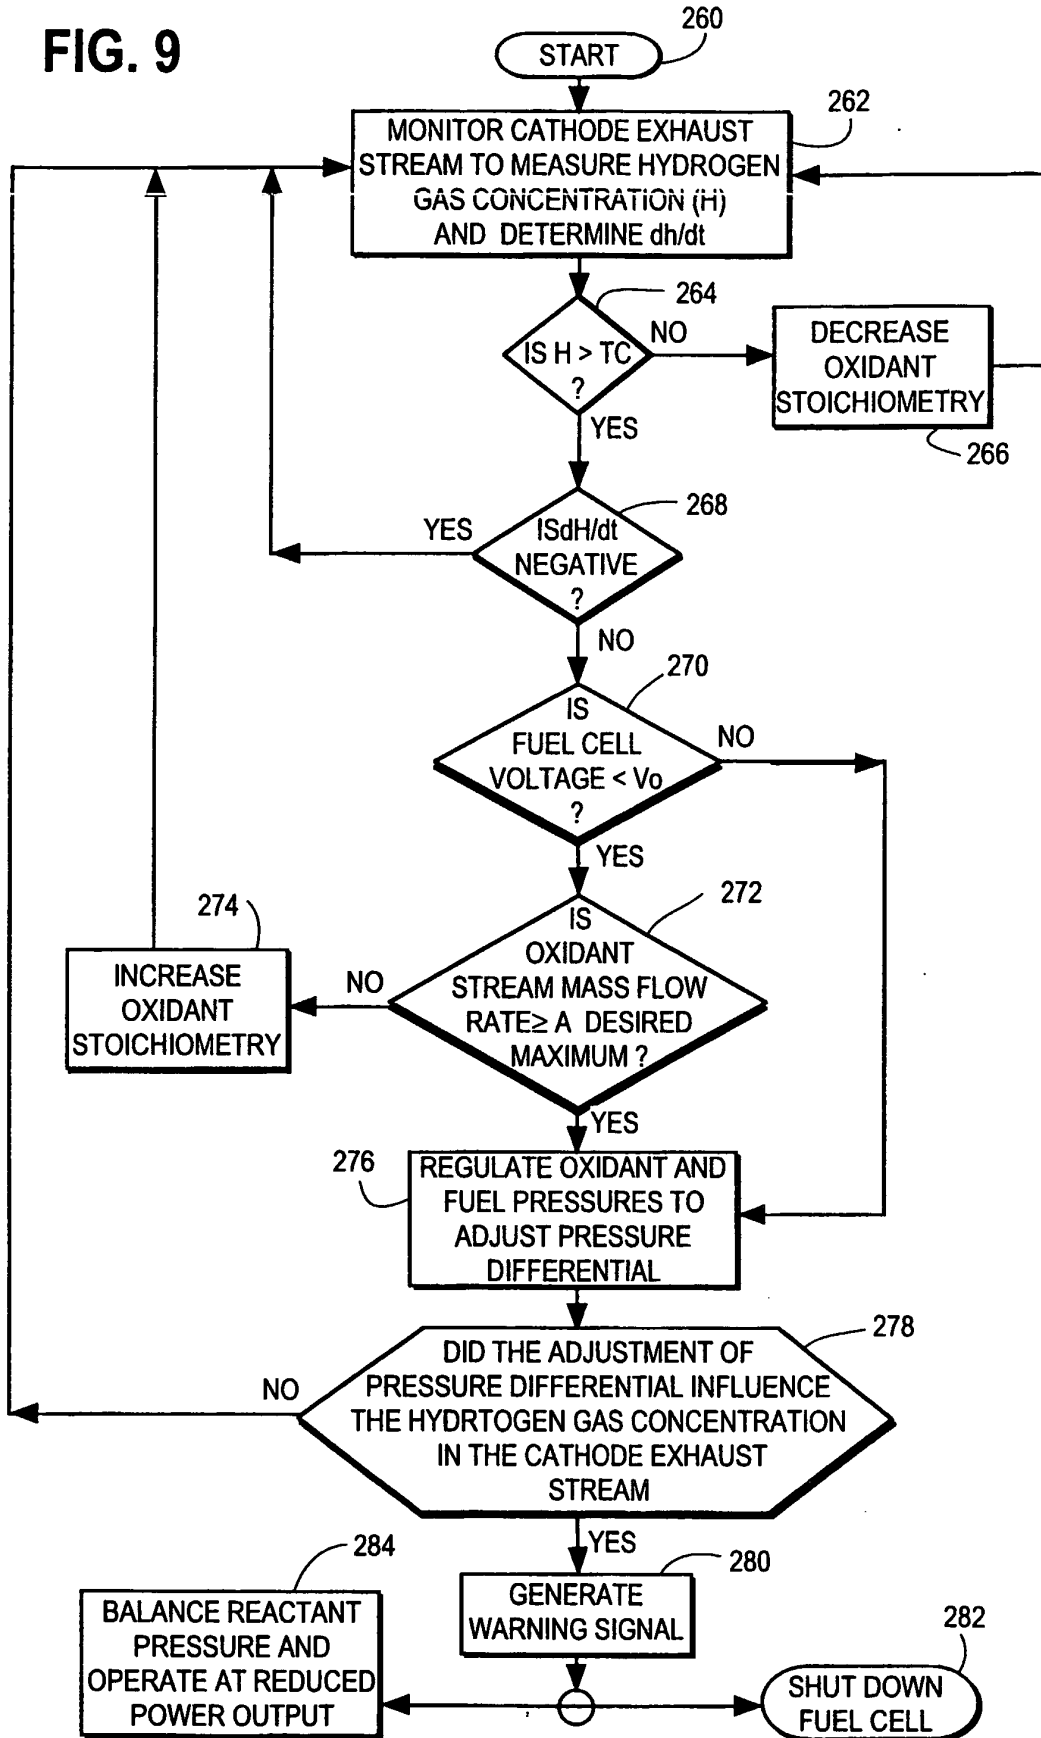 FIG. 9
260
START
262
MONITOR CATHODE EXHAUST
STREAM TO MEASURE HYDROGEN
GAS CONCENTRATION (H)
AND DETERMINE dh/dt
264
IS H > TC
?
NO
YES
DECREASE
OXIDANT
STOICHIOMETRY
266
268
ISdH/dt
NEGATIVE
?
YES
NO
270
IS
FUEL CELL
VOLTAGE < Vo
?
NO
YES
272
IS
OXIDANT
STREAM MASS FLOW
RATE≥ A DESIRED
MAXIMUM ?
NO
YES
274
INCREASE
OXIDANT
STOICHIOMETRY
276
REGULATE OXIDANT AND
FUEL PRESSURES TO
ADJUST PRESSURE
DIFFERENTIAL
278
DID THE ADJUSTMENT OF
PRESSURE DIFFERENTIAL INFLUENCE
THE HYDRTOGEN GAS CONCENTRATION
IN THE CATHODE EXHAUST
STREAM
NO
YES
280
GENERATE
WARNING SIGNAL
284
BALANCE REACTANT
PRESSURE AND
OPERATE AT REDUCED
POWER OUTPUT
282
SHUT DOWN
FUEL CELL